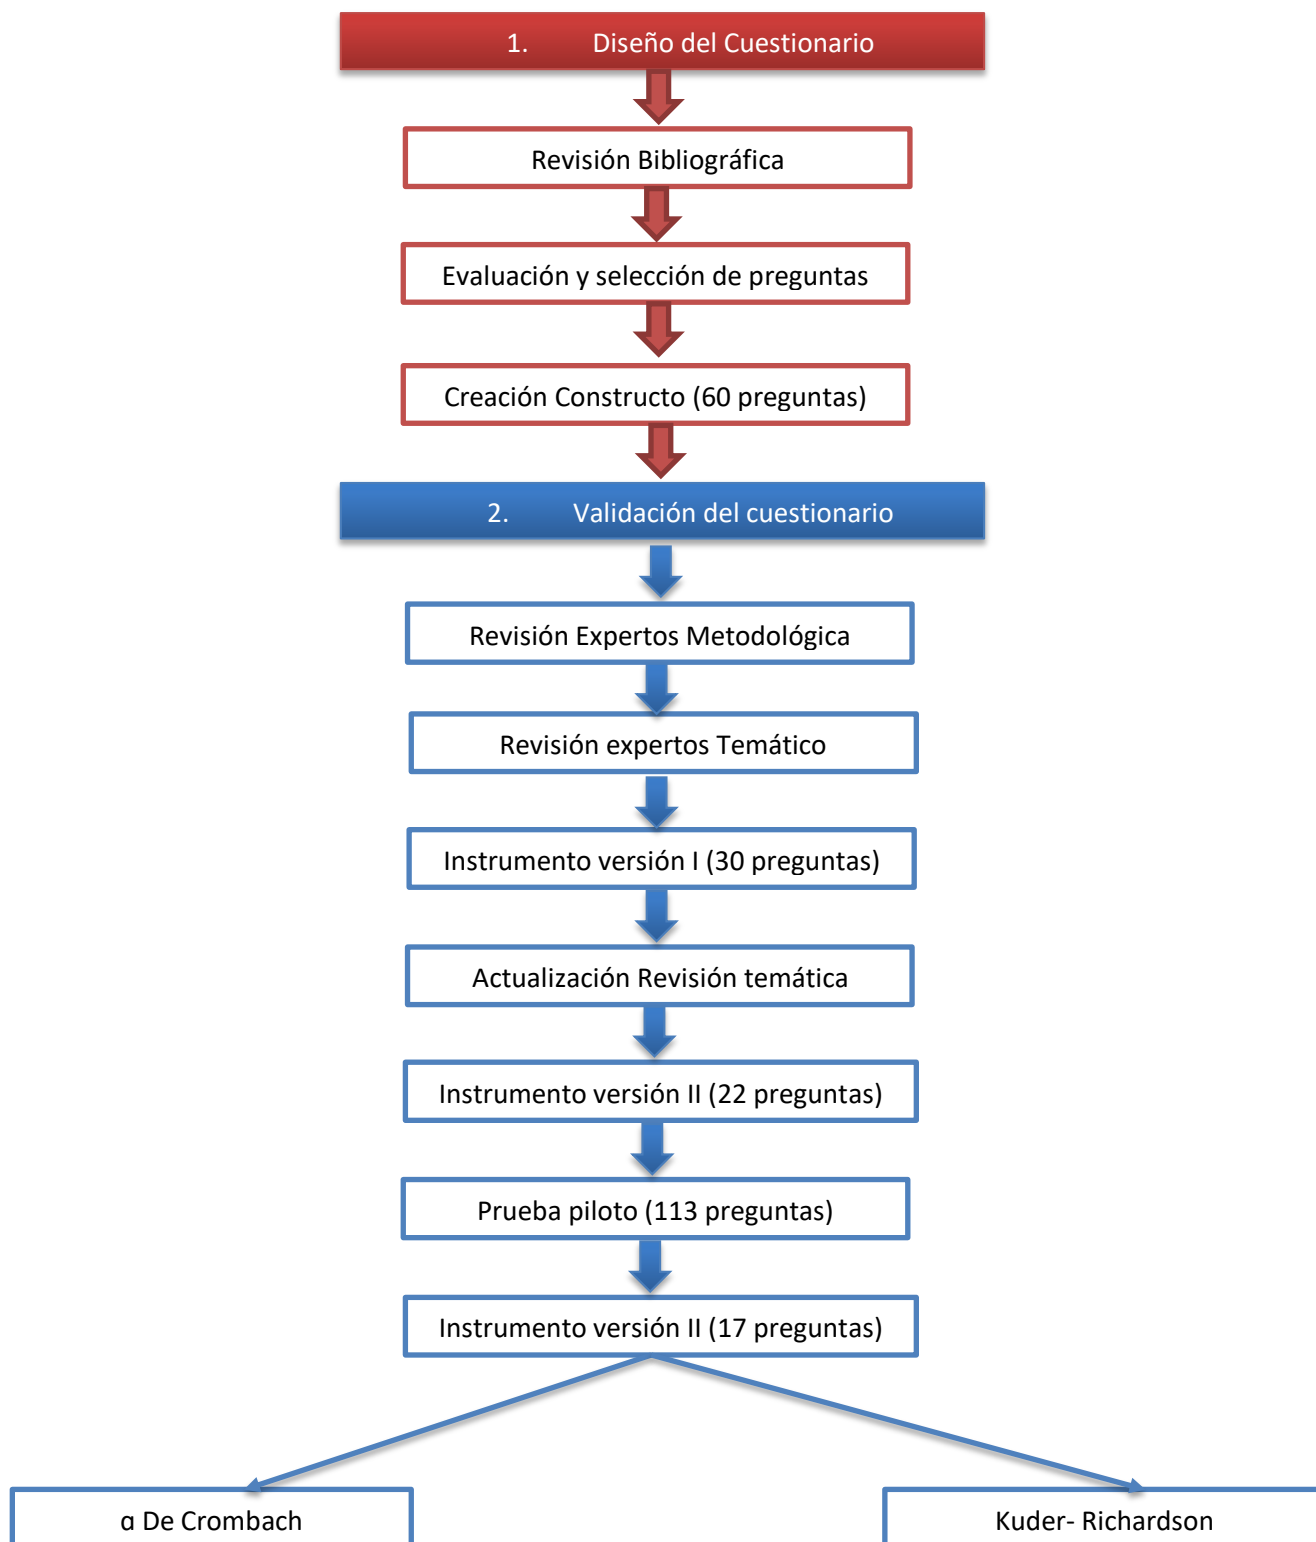 1. Diseño del Cuestionario
Revisión Bibliográfica
Evaluación y selección de preguntas
Creación Constructo (60 preguntas)
2. Validación del cuestionario
Revisión Expertos Metodológica
Revisión expertos Temático
Instrumento versión I (30 preguntas)
Actualización Revisión temática
Instrumento versión II (22 preguntas)
Prueba piloto (113 preguntas)
Instrumento versión II (17 preguntas)
α De Crombach
Kuder- Richardson